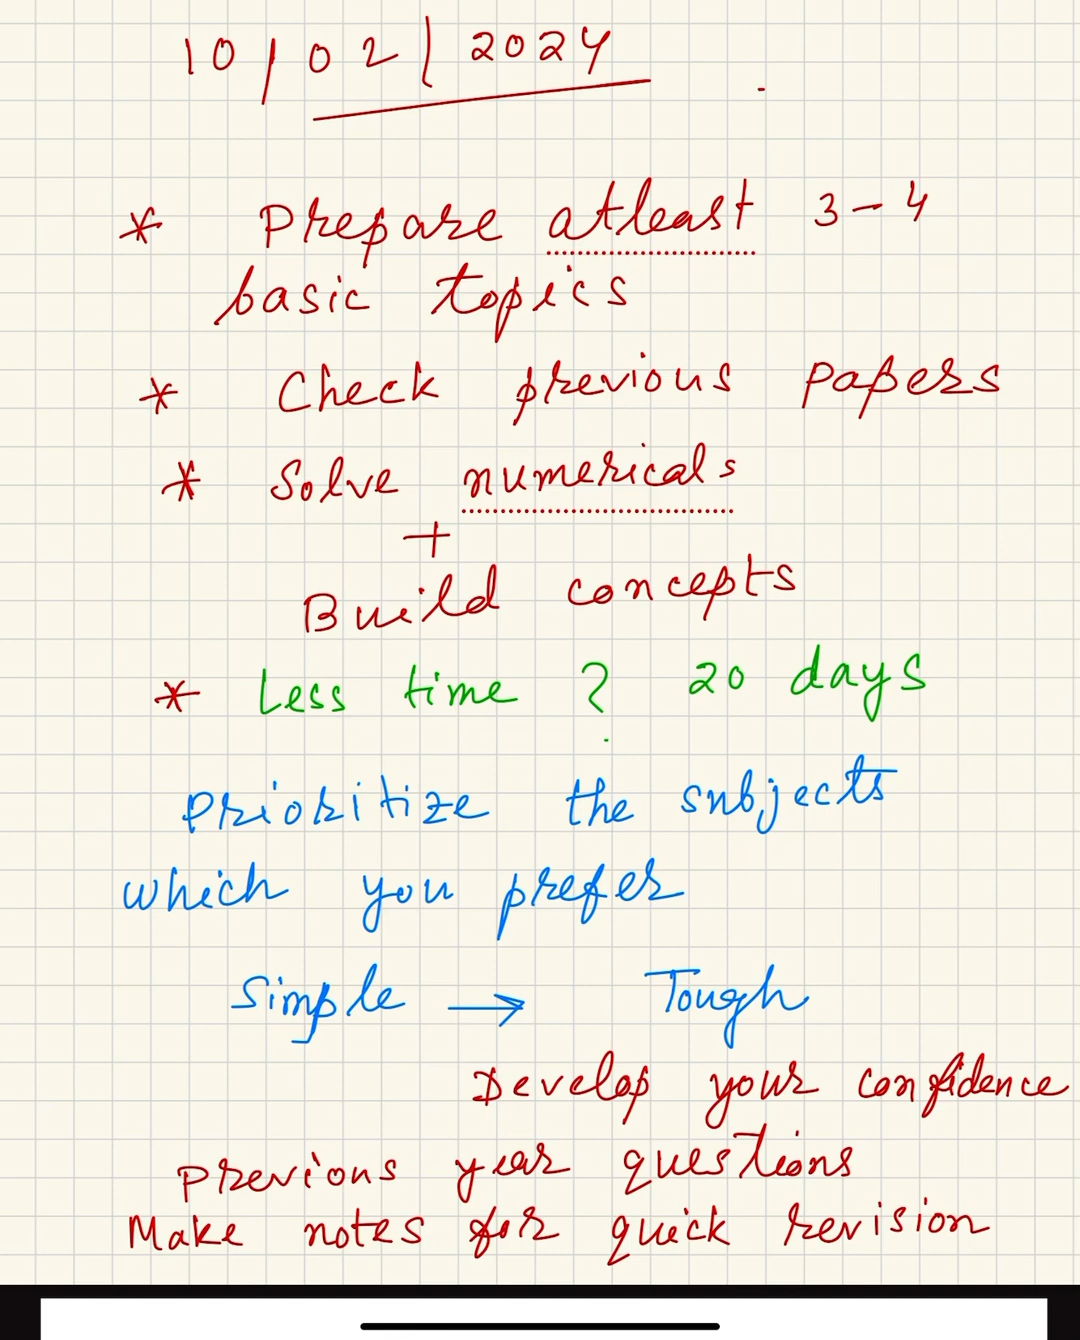 10/02/2024
* Prepare atleast 3-4
basic topics
* Check previous papers
* Solve numericals
+
Build concepts
* Less time ? 20 days
Prioritize the subjects
which you prefer
Simple → Tough
Develop your confidence
Previous year questions
Make notes for quick revision